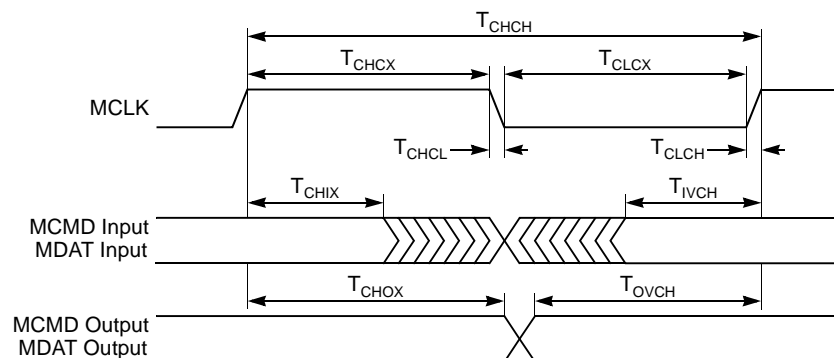 TCHCH
TCHCX TCLCX
MCLK
TCHCL TCLCH
TCHIX TIVCH
MCMD Input
MDAT Input
TCHOX TOVCH
MCMD Output
MDAT Output